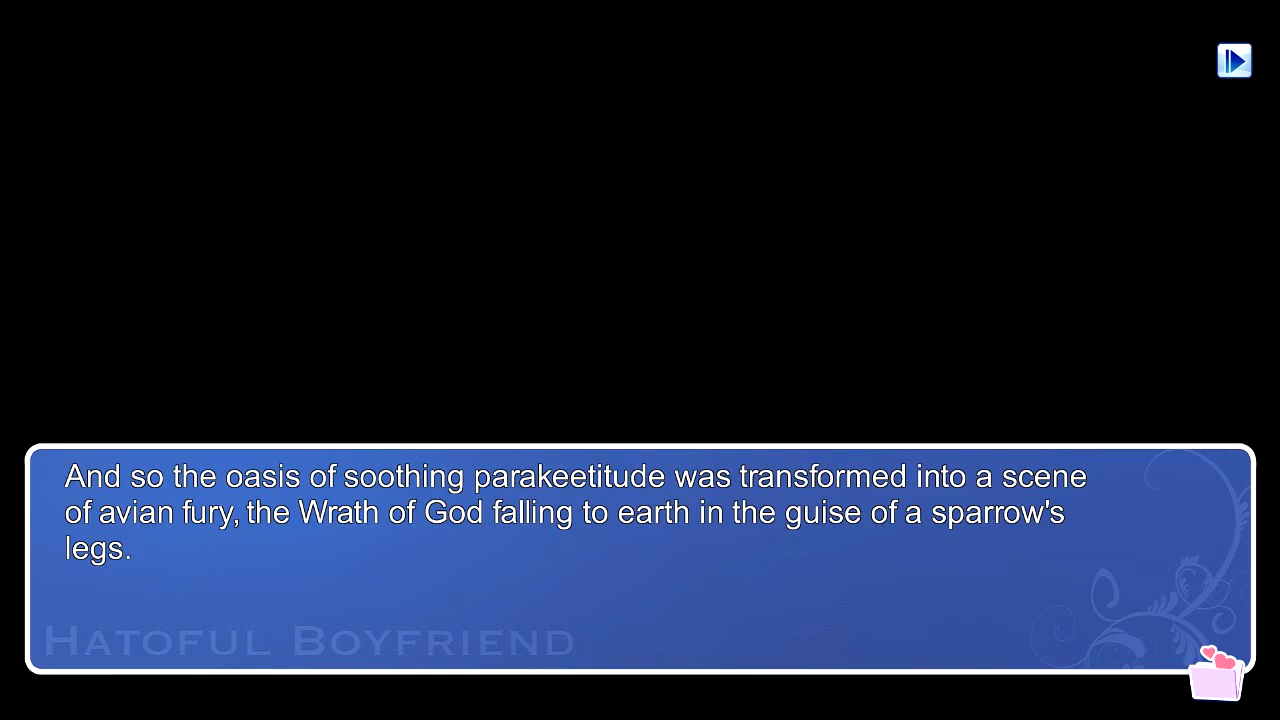 And so the oasis of soothing parakeetitude was transformed into a scene
of avian fury, the Wrath of God falling to earth in the guise of a sparrow's
legs.
Hatoful Boyfriend